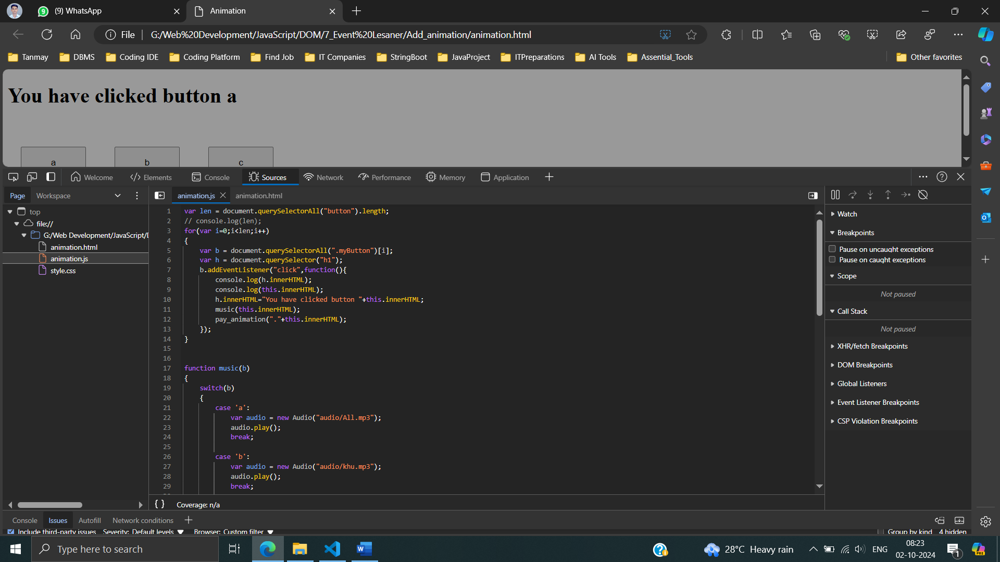 (9) WhatsApp
Animation
File
G:/Web%20Development/JavaScript/DOM/7_Event%20Lesaner/Add_animation/animation.html
Tanmay DBMS Coding IDE Coding Platform Find Job IT Companies StringBoot JavaProject ITPreparations AI Tools Assential_Tools Other favorites
You have clicked button a
a b c
Welcome Elements Console Sources Network Performance Memory Application
Page Workspace
animation.js animation.html
top
file://
G:/Web Development/JavaScript/
animation.html
animation.js
style.css
1 var len = document.querySelectorAll("button").length;
2 // console.log(len);
3 for(var i=0;i<len;i++)
4 {
5 var b = document.querySelectorAll(".myButton")[i];
6 var h = document.querySelector("h1");
7 b.addEventListener("click",function(){
8 console.log(h.innerHTML);
9 console.log(this.innerHTML);
10 h.innerHTML="You have clicked button "+this.innerHTML;
11 music(this.innerHTML);
12 pay_animation("."+this.innerHTML);
13 });
14 }
15
16
17 function music(b)
18 {
19 switch(b)
20 {
21 case 'a':
22 var audio = new Audio("audio/All.mp3");
23 audio.play();
24 break;
25
26 case 'b':
27 var audio = new Audio("audio/khu.mp3");
28 audio.play();
29 break;
{ } Coverage: n/a
Watch
Breakpoints
Pause on uncaught exceptions
Pause on caught exceptions
Scope
Not paused
Call Stack
Not paused
XHR/fetch Breakpoints
DOM Breakpoints
Global Listeners
Event Listener Breakpoints
CSP Violation Breakpoints
Console Issues Autofill Network conditions
Include third-party issues Severity: Default levels Browser: Custom filter Group by kind 4 hidden
Type here to search
28°C Heavy rain
ENG
08:23
02-10-2024
1